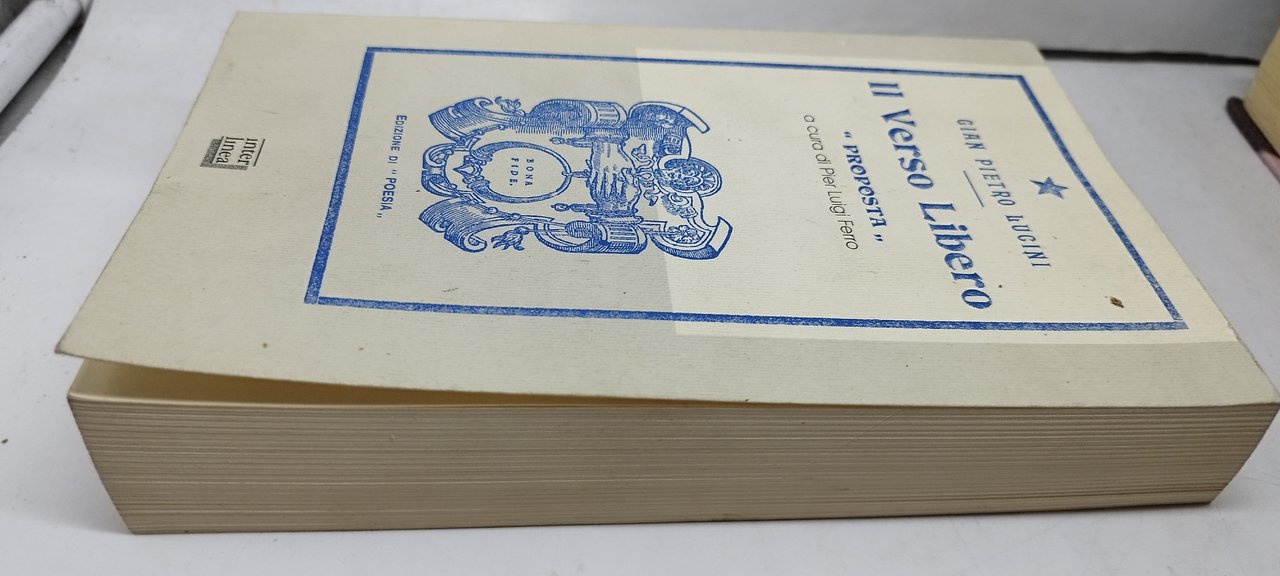 GIAN PIETRO LUCINI
Il Verso Libero
“ PROPOSTA „
a cura di Pier Luigi Ferro
BONA
FIDE.
EDIZIONE DI “ POESIA „
inter
linea